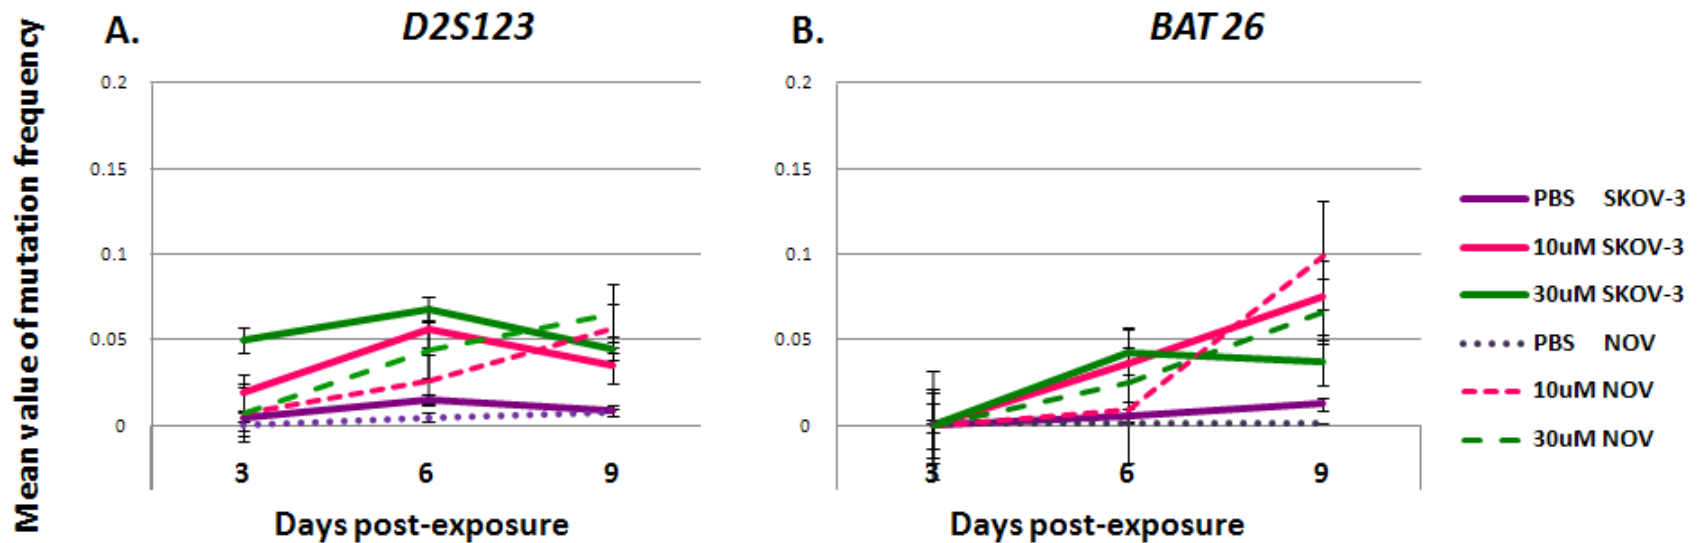 A. D2S123
B. BAT 26
Mean value of mutation frequency
0.2
0.15
0.1
0.05
0
3 6 9
Days post-exposure
0.2
0.15
0.1
0.05
0
3 6 9
Days post-exposure
PBS SKOV-3
10uM SKOV-3
30uM SKOV-3
PBS NOV
10uM NOV
30uM NOV